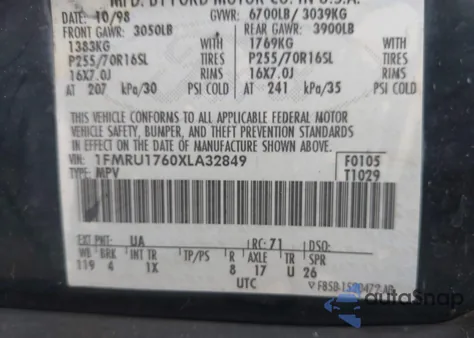 MFD. BY FORD MOTOR CO. IN U.S.A.
DATE: 10/98 GVWR: 6700LB / 3039KG
FRONT GAWR: 3050LB REAR GAWR: 3900LB
1383KG WITH 1769KG WITH
P255/70R16SL TIRES P255/70R16SL TIRES
16X7.0J RIMS 16X7.0J RIMS
AT 207 kPa/30 PSI COLD AT 241 kPa/35 PSI COLD
THIS VEHICLE CONFORMS TO ALL APPLICABLE FEDERAL MOTOR
VEHICLE SAFETY, BUMPER, AND THEFT PREVENTION STANDARDS
IN EFFECT ON THE DATE OF MANUFACTURE SHOWN ABOVE.
VIN: 1FMRU1760XLA32849 F0105
TYPE: MPV T1029
EXT PNT: UA RC: 71 DSO:
WB BRK INT TR TP/PS R AXLE TR SPR
119 4 1X 8 17 U 26
UTC
AutoSnap